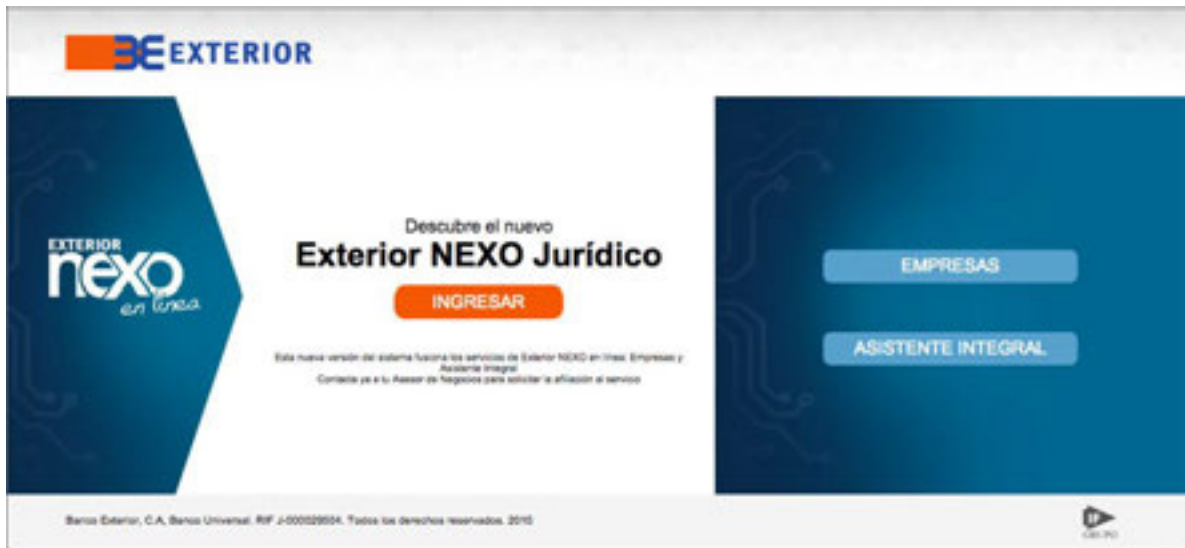 EXTERIOR
EXTERIOR
nexo
en línea
Descubre el nuevo
Exterior NEXO Jurídico
INGRESAR
Esta nueva versión del sistema fusiona los servicios de Exterior NEXO en línea: Empresas y
Asistente Integral
Contacta ya a tu Asesor de Negocios para solicitar la afiliación al servicio
EMPRESAS
ASISTENTE INTEGRAL
Banco Exterior, C.A, Banco Universal. RIF Todos los derechos reservados. 2015
GRUPO